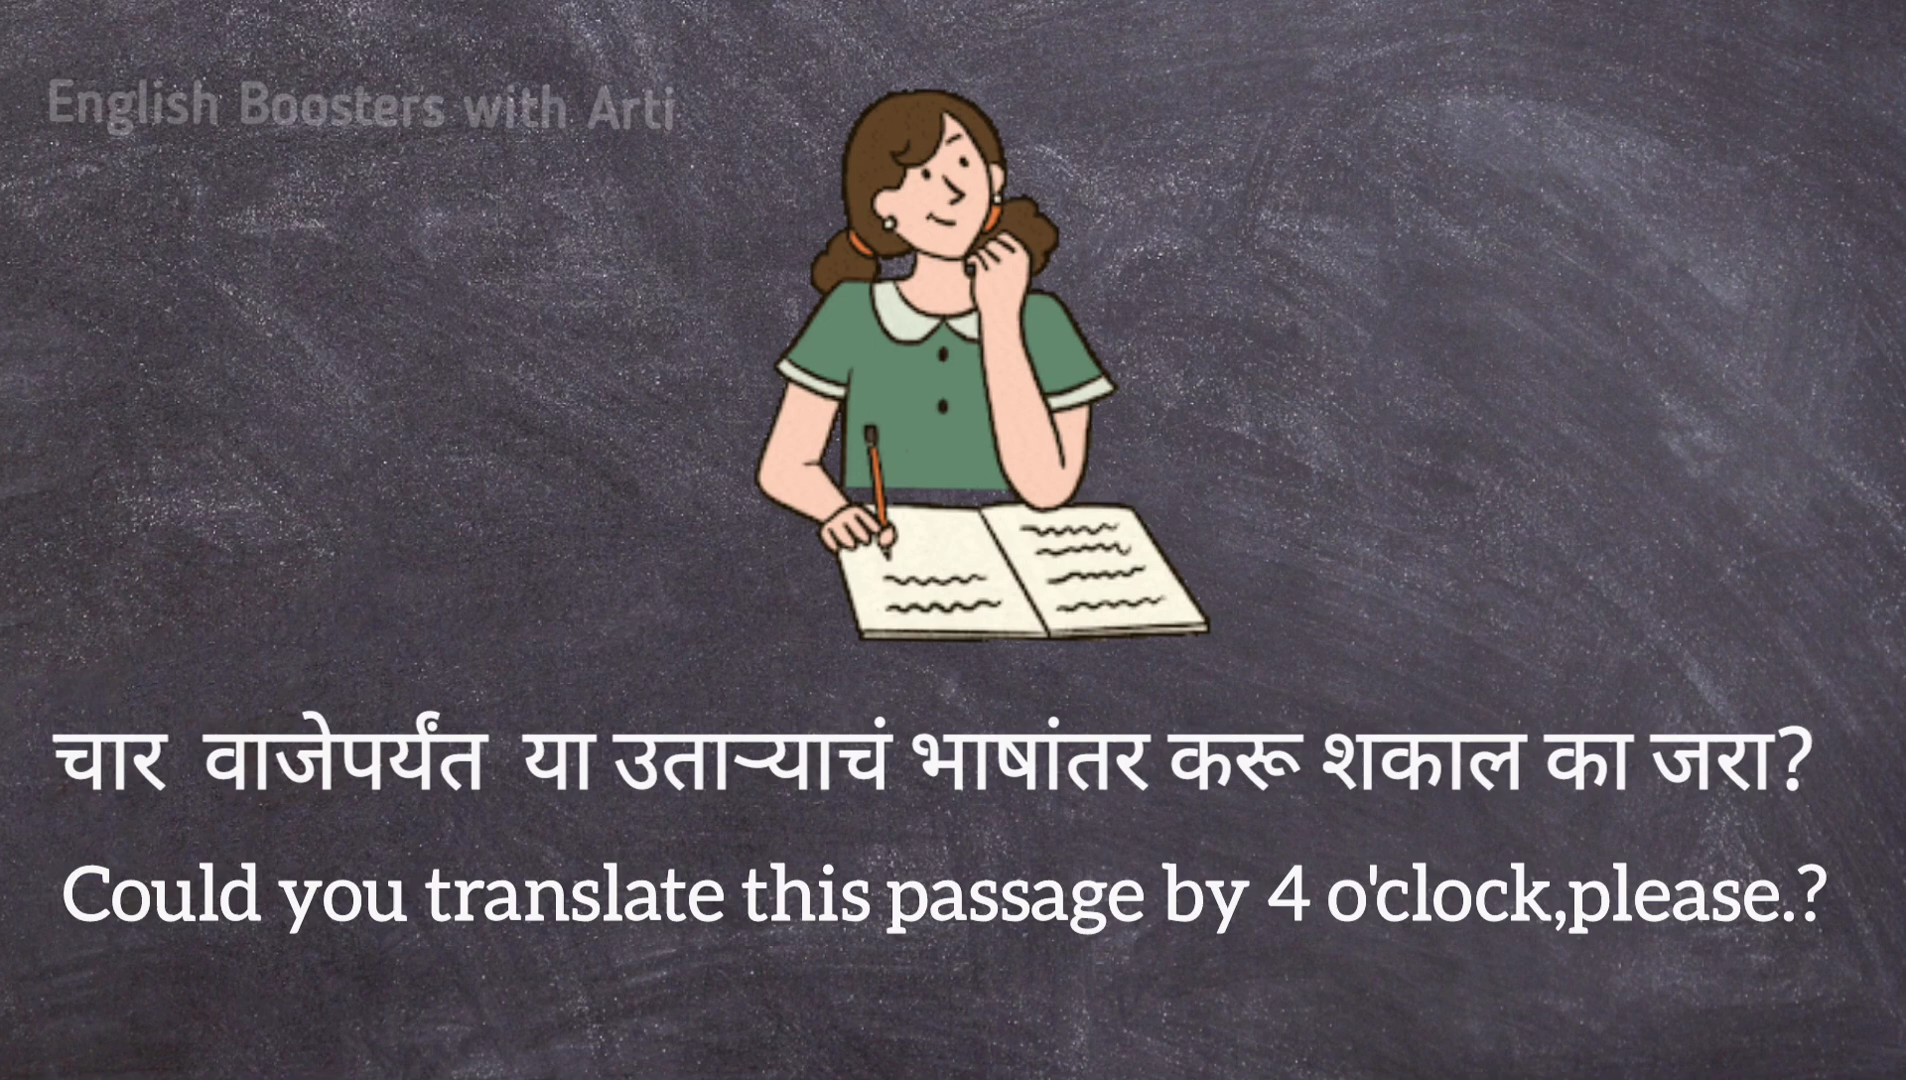 English Boosters with Arti
चार वाजेपर्यंत या उताऱ्याचं भाषांतर करू शकाल का जरा?
Could you translate this passage by 4 o'clock,please.?